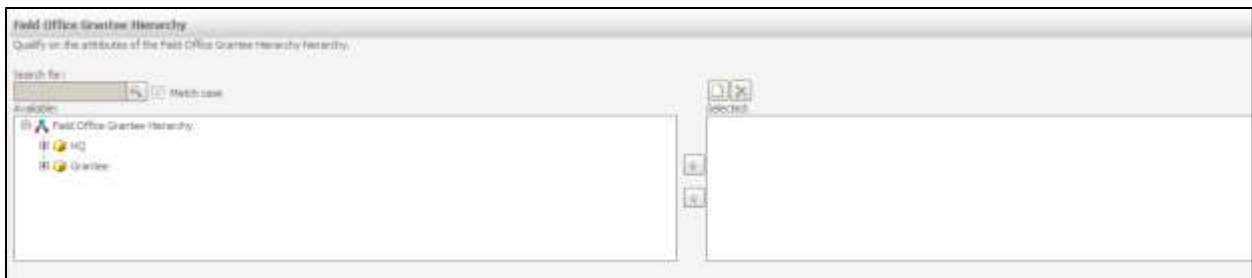 Field Office Grantee Hierarchy
Qualify on the attributes of the Field Office Grantee Hierarchy hierarchy.
Search for:
Match case
Available:
Selected:
Field Office Grantee Hierarchy
HQ
Grantee